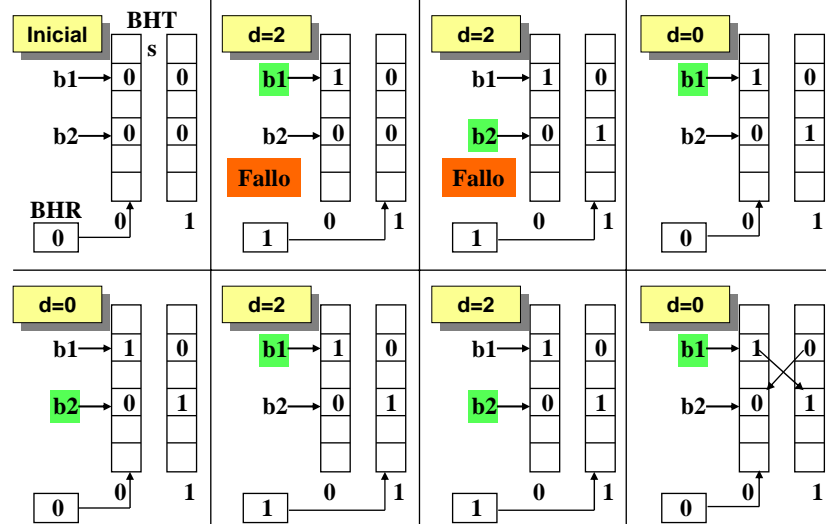 Inicial
BHT
s
b1 0 0
b2 0 0
BHR
0 0 1
d=2
b1 1 0
b2 0 0
Fallo
1 0 1
d=2
b1 1 0
b2 0 1
Fallo
1 0 1
d=0
b1 1 0
b2 0 1
0 0 1
d=0
b1 1 0
b2 0 1
0 0 1
d=2
b1 1 0
b2 0 1
1 0 1
d=2
b1 1 0
b2 0 1
1 0 1
d=0
b1 1 0
b2 0 1
0 0 1